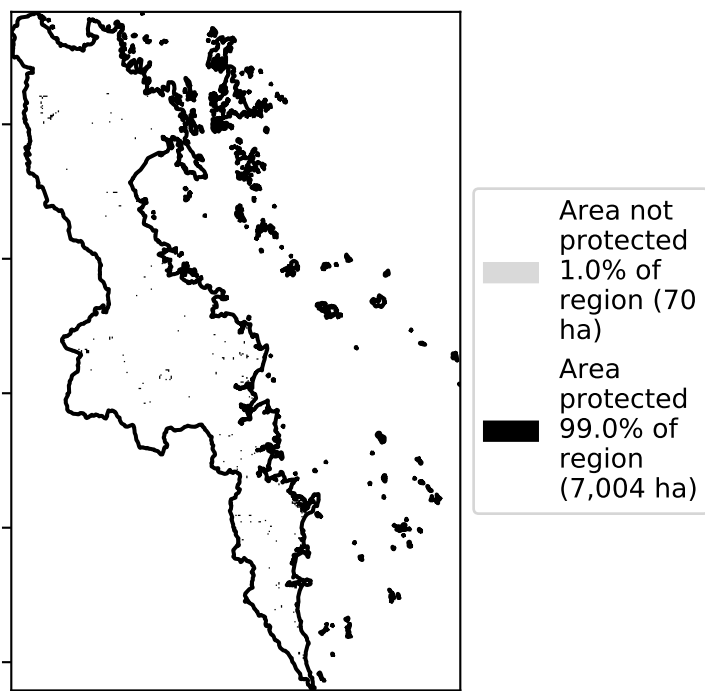 Area not
protected
1.0% of
region (70
ha)
Area
protected
99.0% of
region
(7,004 ha)